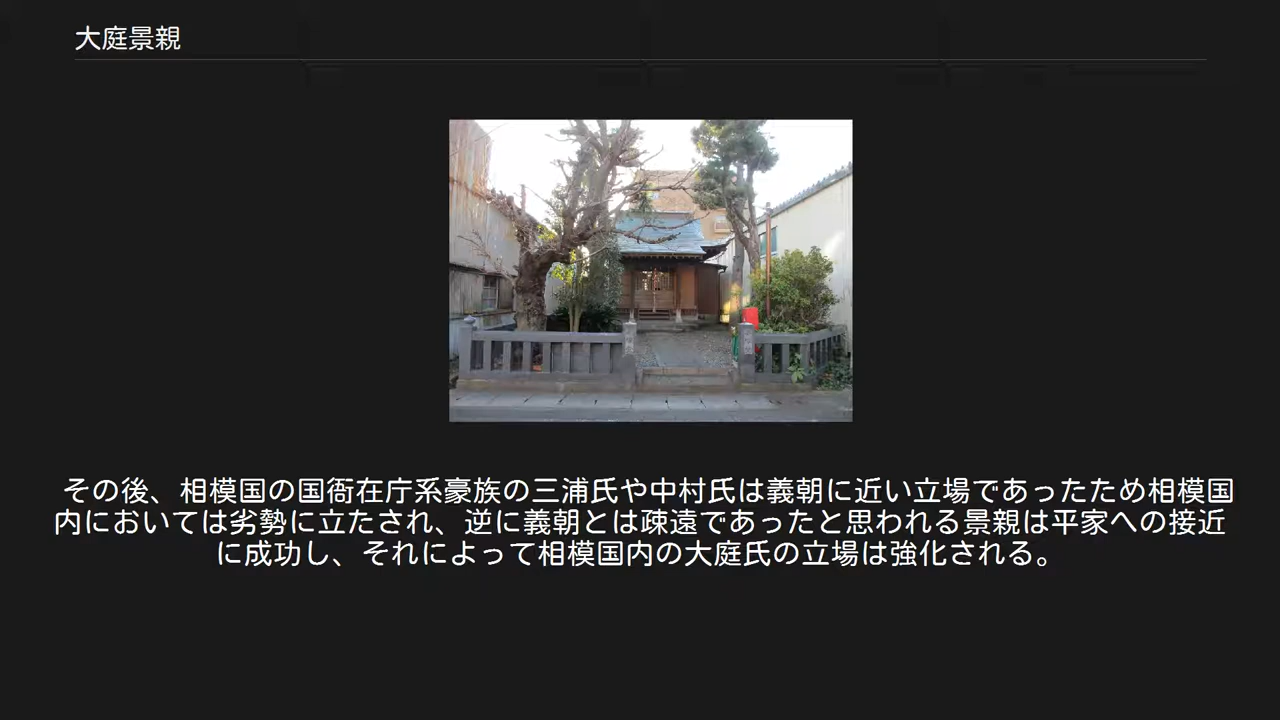 大庭景親
その後、相模国の国衙在庁系豪族の三浦氏や中村氏は義朝に近い立場であったため相模国
内においては劣勢に立たされ、逆に義朝とは疎遠であったと思われる景親は平家への接近
に成功し、それによって相模国内の大庭氏の立場は強化される。